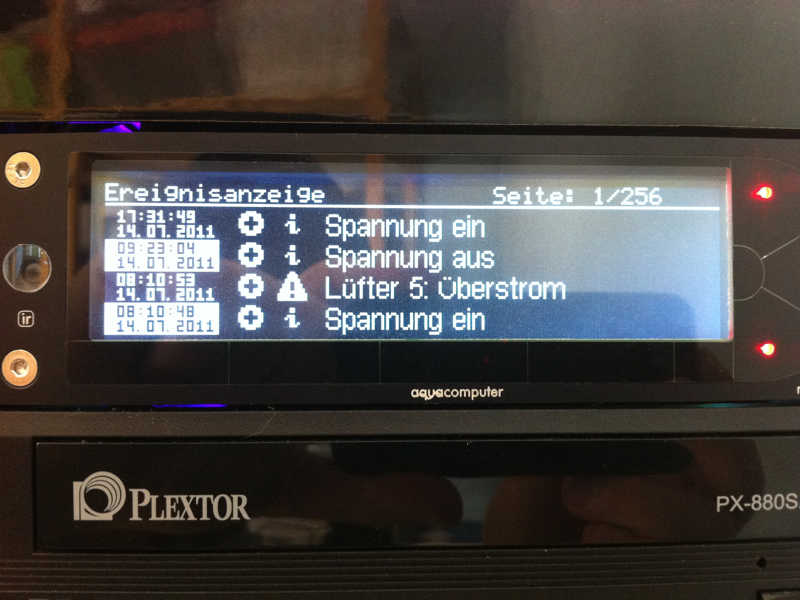 Ereignisanzeige Seite: 1/256
17:31:49
14.07.2011 i Spannung ein
09:23:04
14.07.2011 i Spannung aus
08:10:53
14.07.2011 Lüfter 5: Überstrom
08:10:48
14.07.2011 i Spannung ein
ir
aquacomputer
PLEXTOR PX-880SA